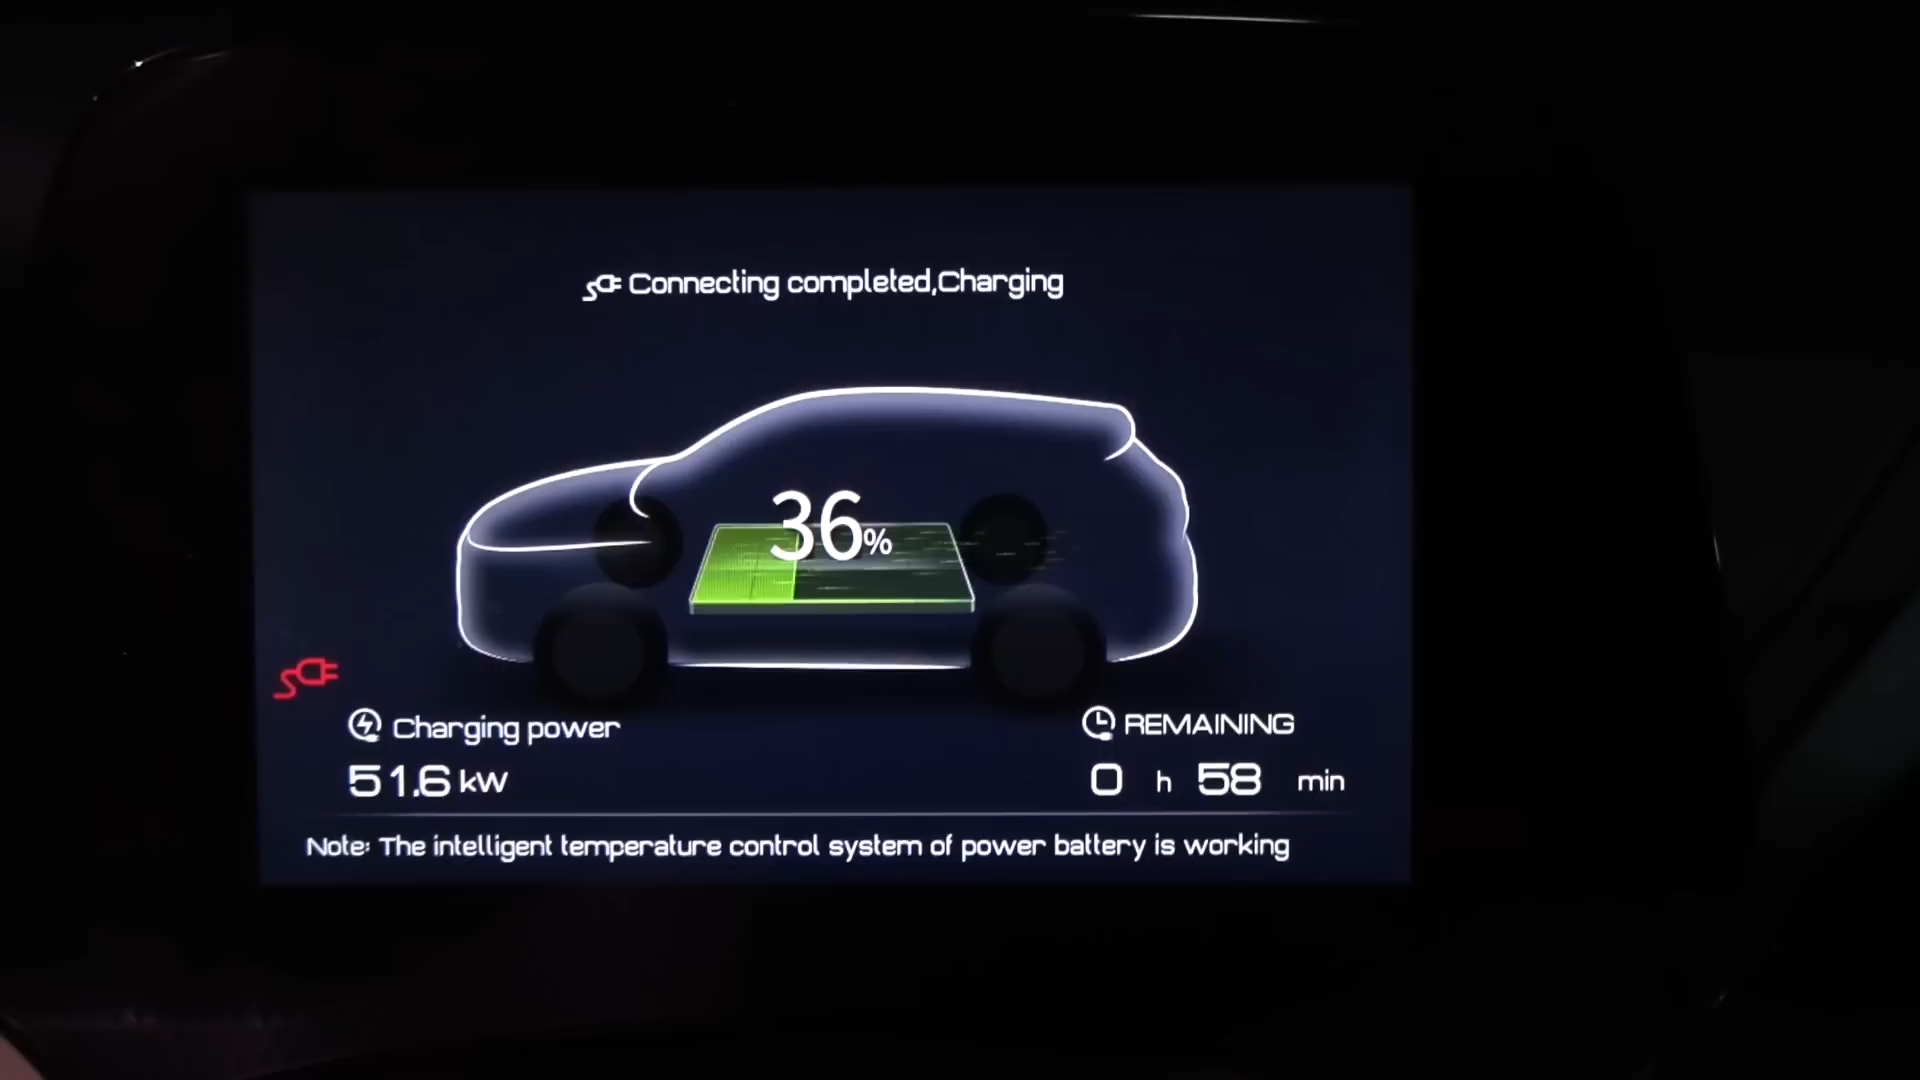 Connecting completed,Charging
36%
Charging power
51.6 kW
REMAINING
0 h 58 min
Note: The intelligent temperature control system of power battery is working